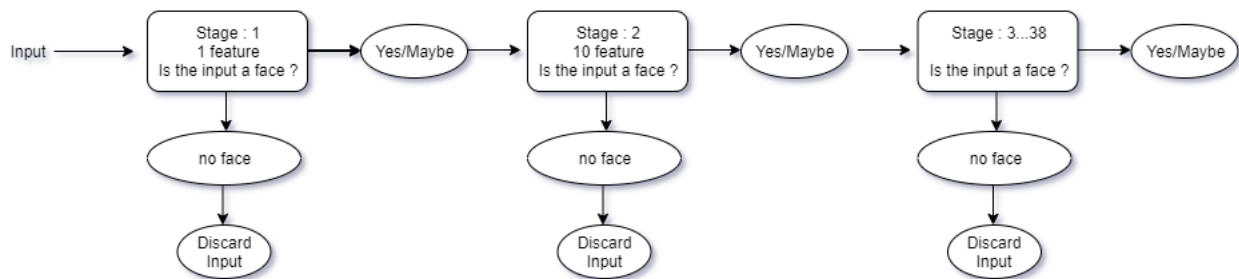 Input
Stage : 1
1 feature
Is the input a face ?
Yes/Maybe
Stage : 2
10 feature
Is the input a face ?
Yes/Maybe
Stage : 3...38
Is the input a face ?
Yes/Maybe
no face
no face
no face
Discard
Input
Discard
Input
Discard
Input